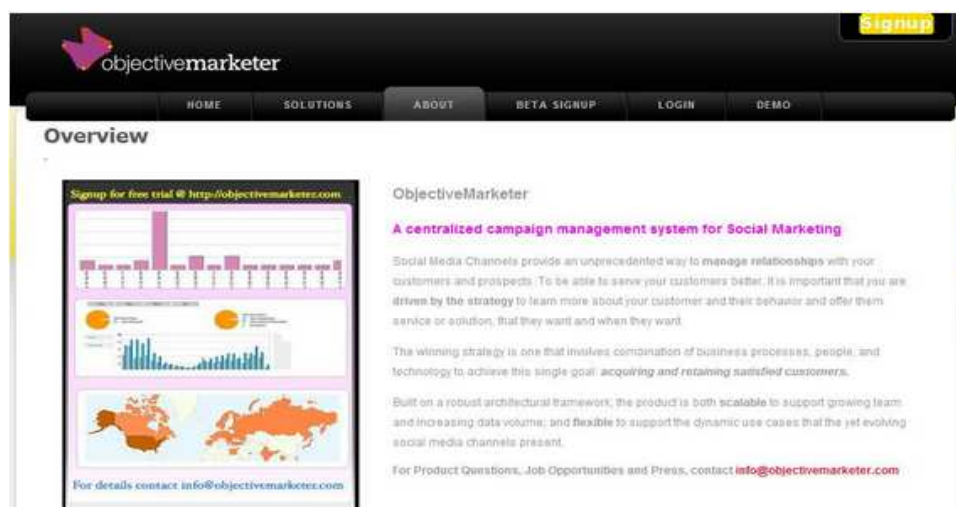 Signup
objectivemarketer
HOME SOLUTIONS ABOUT BETA SIGNUP LOGIN DEMO
Overview
Signup for free trial @ http://objectivemarketer.com
For details contact info@objectivemarketer.com
ObjectiveMarketer
A centralized campaign management system for Social Marketing
Social Media Channels provide an unprecedented way to manage relationships with your
customers and prospects. To be able to serve your customers better, it is important that you are
driven by the strategy to learn more about your customer and their behavior and offer them
service or solution, that they want and when they want.
The winning strategy is one that involves combination of business processes, people, and
technology to achieve this single goal: acquiring and retaining satisfied customers.
Built on a robust architectural framework; the product is both scalable to support growing team
and increasing data volume; and flexible to support the dynamic use cases that the yet evolving
social media channels present.
For Product Questions, Job Opportunities and Press, contact info@objectivemarketer.com